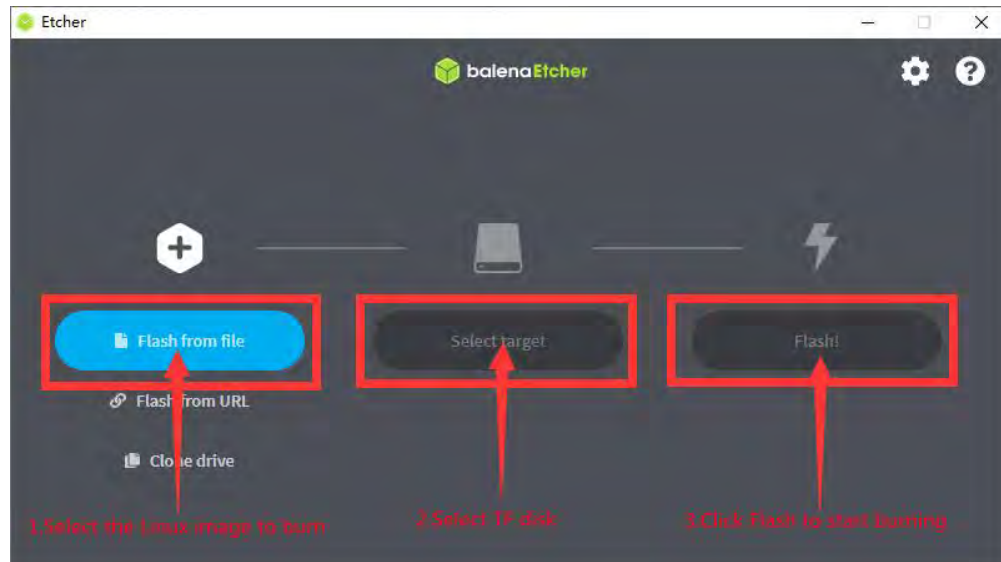 Etcher
balenaEtcher
Flash from file
Select target
Flash!
Flash from URL
Clone drive
1.Select the Linux image to burn
2.Select TF disk
3.Click Flash to start burning